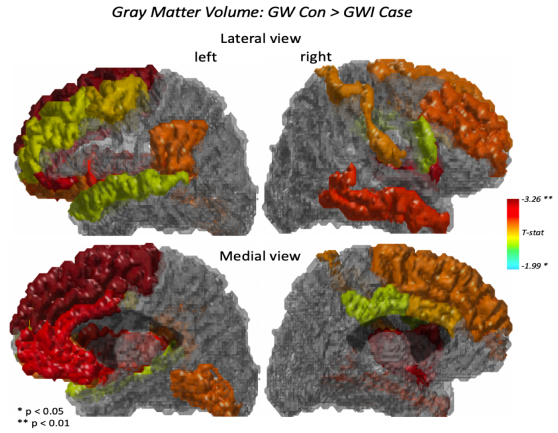 Gray Matter Volume: GW Con > GWI Case
Lateral view
left
right
-3.26 **
T-stat
-1.99 *
Medial view
* p < 0.05
** p < 0.01